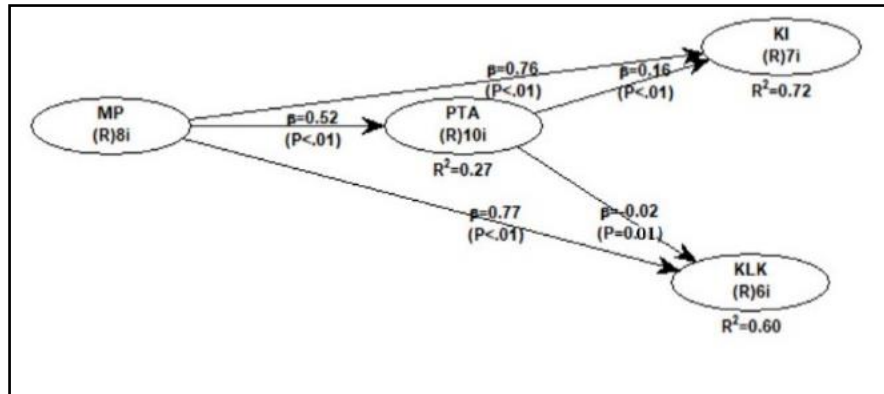 KI
(R)7i
R²=0.72
β=0.76
(P<.01)
β=0.16
(P<.01)
MP
(R)8i
β=0.52
(P<.01)
PTA
(R)10i
R²=0.27
β=0.77
(P<.01)
β=-0.02
(P=0.01)
KLK
(R)6i
R²=0.60